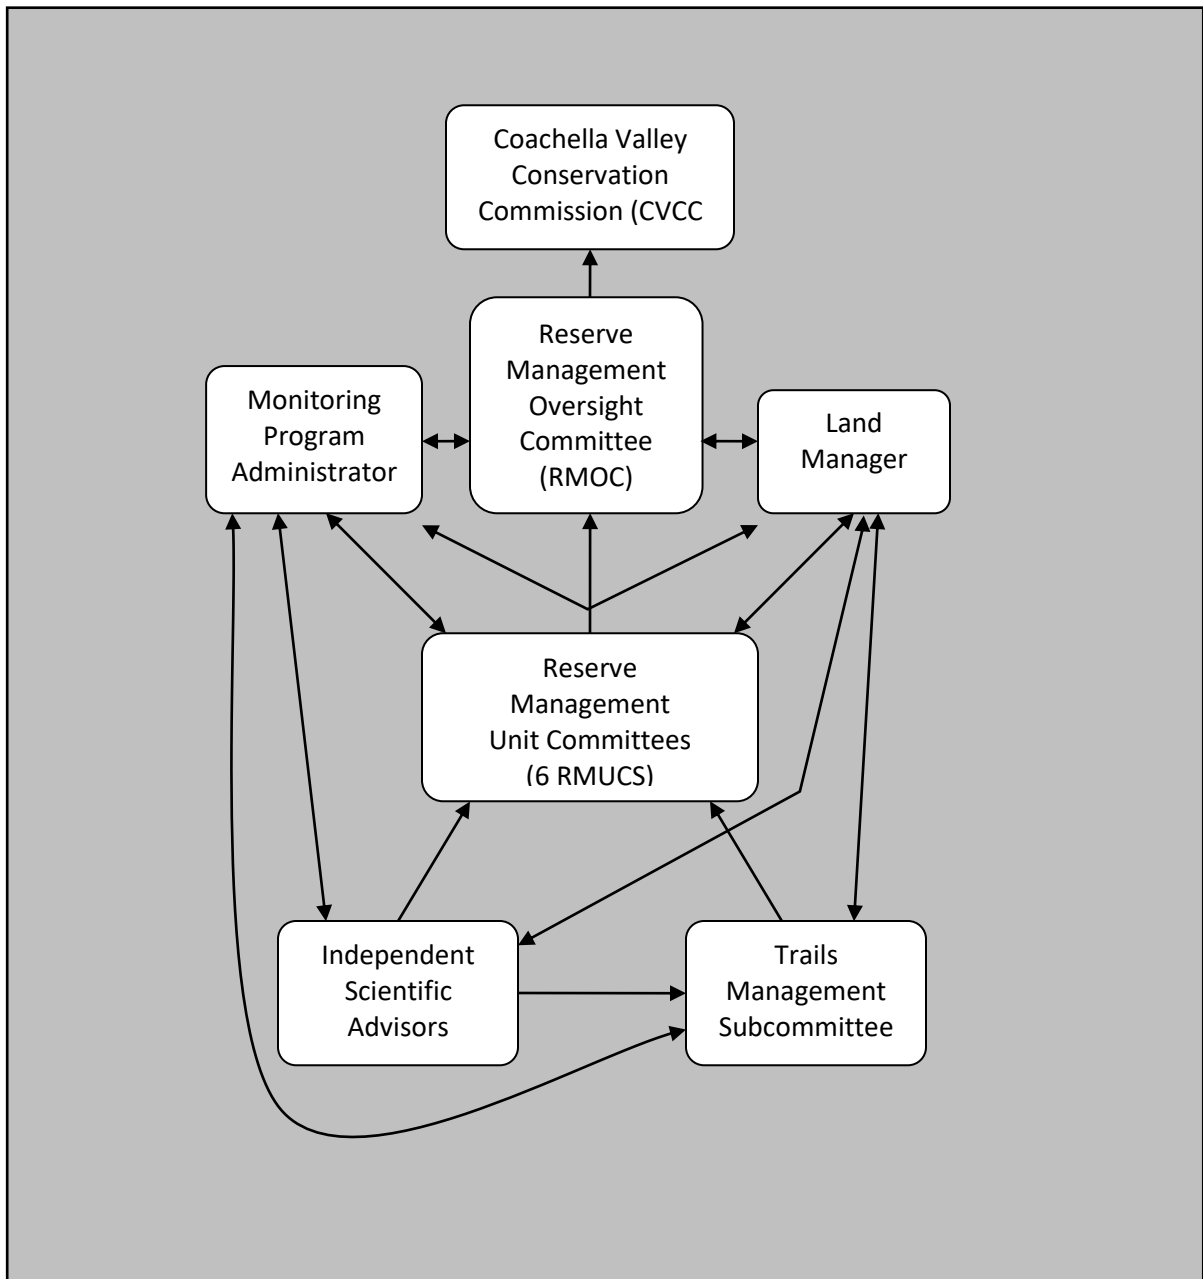 Coachella Valley
Conservation
Commission (CVCC
Reserve
Management
Oversight
Committee
(RMOC)
Monitoring
Program
Administrator
Land
Manager
Reserve
Management
Unit Committees
(6 RMUCS)
Independent
Scientific
Advisors
Trails
Management
Subcommittee